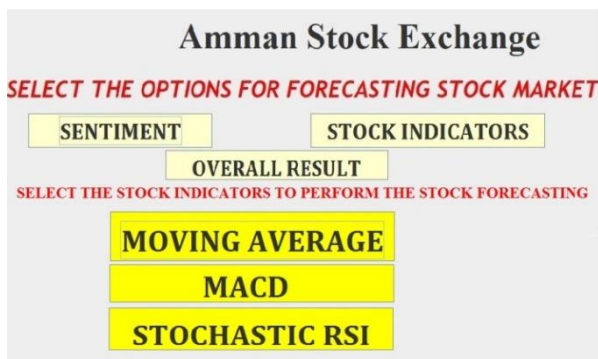 Amman Stock Exchange
SELECT THE OPTIONS FOR FORECASTING STOCK MARKET
SENTIMENT STOCK INDICATORS
OVERALL RESULT
SELECT THE STOCK INDICATORS TO PERFORM THE STOCK FORECASTING
MOVING AVERAGE
MACD
STOCHASTIC RSI